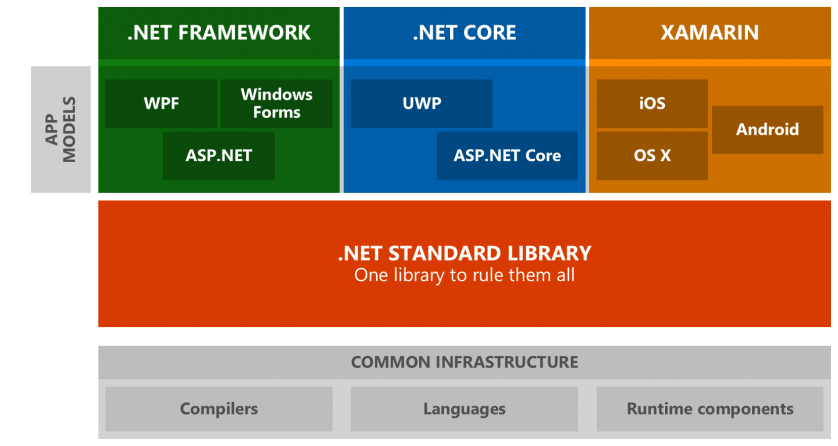 .NET FRAMEWORK
.NET CORE
XAMARIN
APP
MODELS
WPF
Windows
Forms
ASP.NET
UWP
ASP.NET Core
iOS
Android
OS X
.NET STANDARD LIBRARY
One library to rule them all
COMMON INFRASTRUCTURE
Compilers
Languages
Runtime components